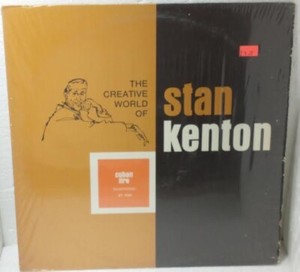 THE
CREATIVE
WORLD
OF
stan
kenton
cuban
fire